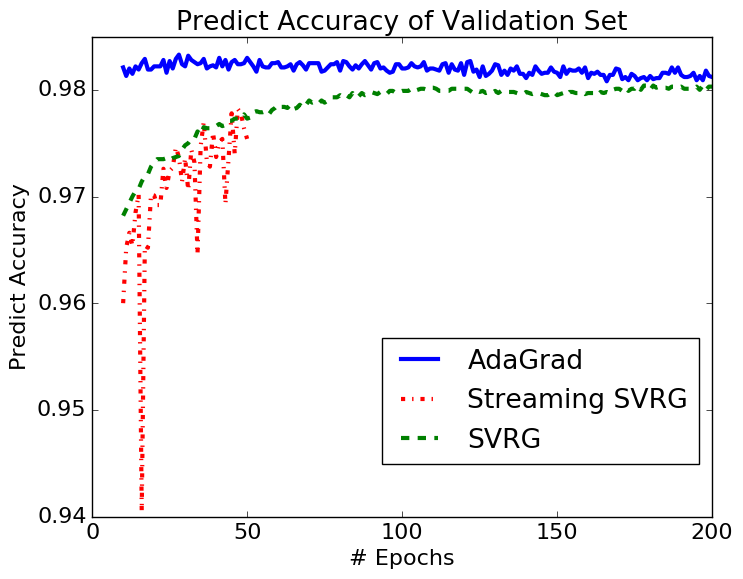 Predict Accuracy of Validation Set
Predict Accuracy
0.98
0.97
0.96
0.95
0.94
AdaGrad
Streaming SVRG
SVRG
0 50 100 150 200
# Epochs